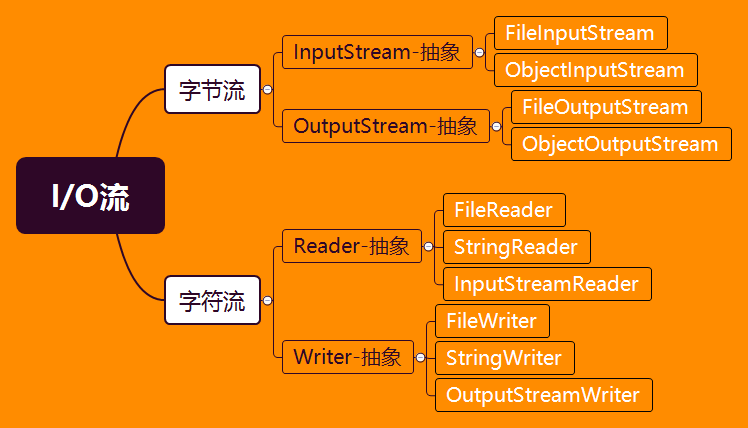 I/O流
字节流
InputStream-抽象
FileInputStream
ObjectInputStream
OutputStream-抽象
FileOutputStream
ObjectOutputStream
字符流
Reader-抽象
FileReader
StringReader
InputStreamReader
Writer-抽象
FileWriter
StringWriter
OutputStreamWriter